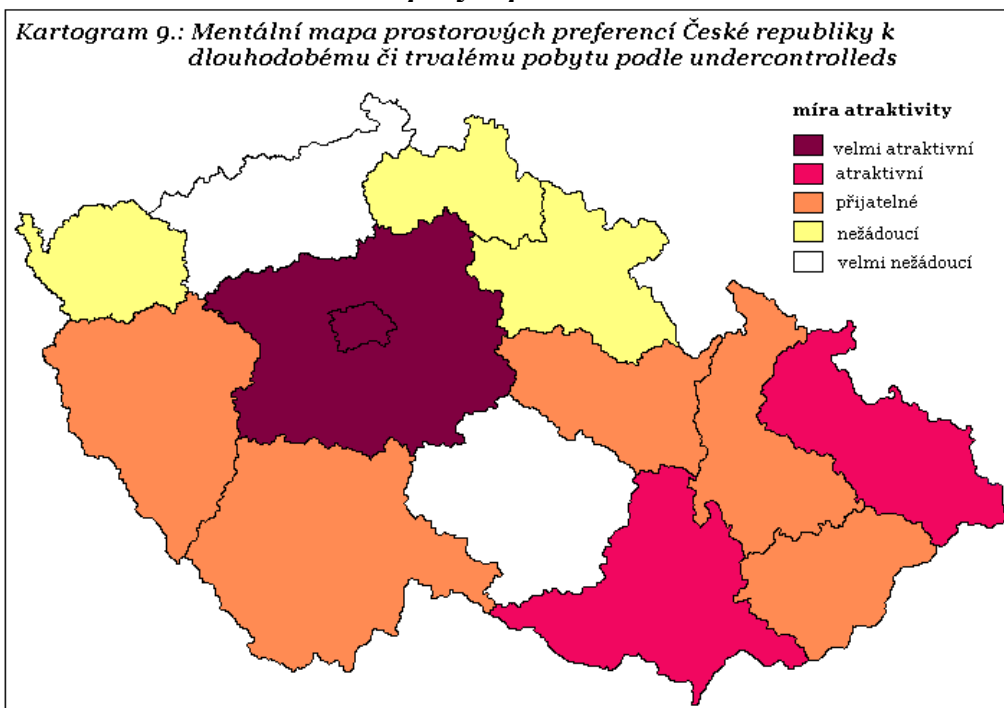 Kartogram 9.: Mentální mapa prostorových preferencí České republiky k
dlouhodobému či trvalému pobytu podle undercontrolleds
míra atraktivity
velmi atraktivní
atraktivní
přijatelné
nežádoucí
velmi nežádoucí